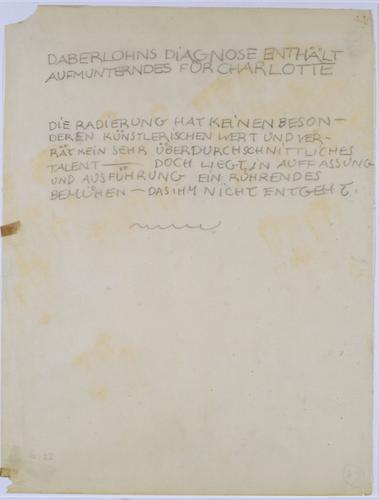 DABERLOHNS DIAGNOSE ENTHÄLT
AUFMUNTERNDES FÜR CHARLOTTE
DIE RADIERUNG HAT KEINEN BESON-
DEREN KÜNSTLERISCHEN WERT UND VER-
RÄT KEIN SEHR ÜBERDURCHSCHNITTLICHES
TALENT — DOCH LIEGT, IN AUFFASSUNG
UND AUSFÜHRUNG EIN RÜHRENDES
BEMÜHEN — DAS IHM NICHT ENTGEHT.